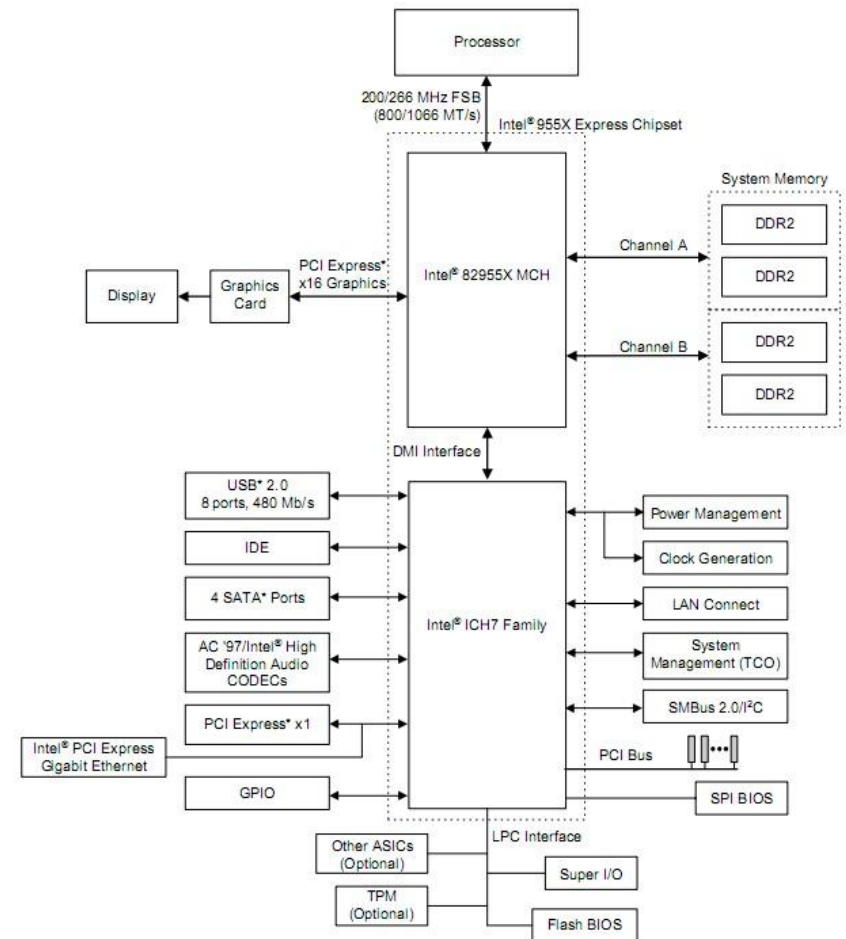 Processor
200/266 MHz FSB
(800/1066 MT/s)
Intel® 955X Express Chipset
System Memory
DDR2
Channel A
PCI Express*
x16 Graphics
Intel® 82955X MCH
Display
Graphics
Card
DDR2
DDR2
Channel B
DDR2
DMI Interface
USB* 2.0
8 ports, 480 Mb/s
Power Management
IDE
Clock Generation
4 SATA* Ports
LAN Connect
Intel® ICH7 Family
AC '97/Intel® High
Definition Audio
CODECs
System
Management (TCO)
PCI Express* x1
SMBus 2.0/I²C
Intel® PCI Express
Gigabit Ethernet
PCI Bus
GPIO
SPI BIOS
LPC Interface
Other ASICs
(Optional)
Super I/O
TPM
(Optional)
Flash BIOS